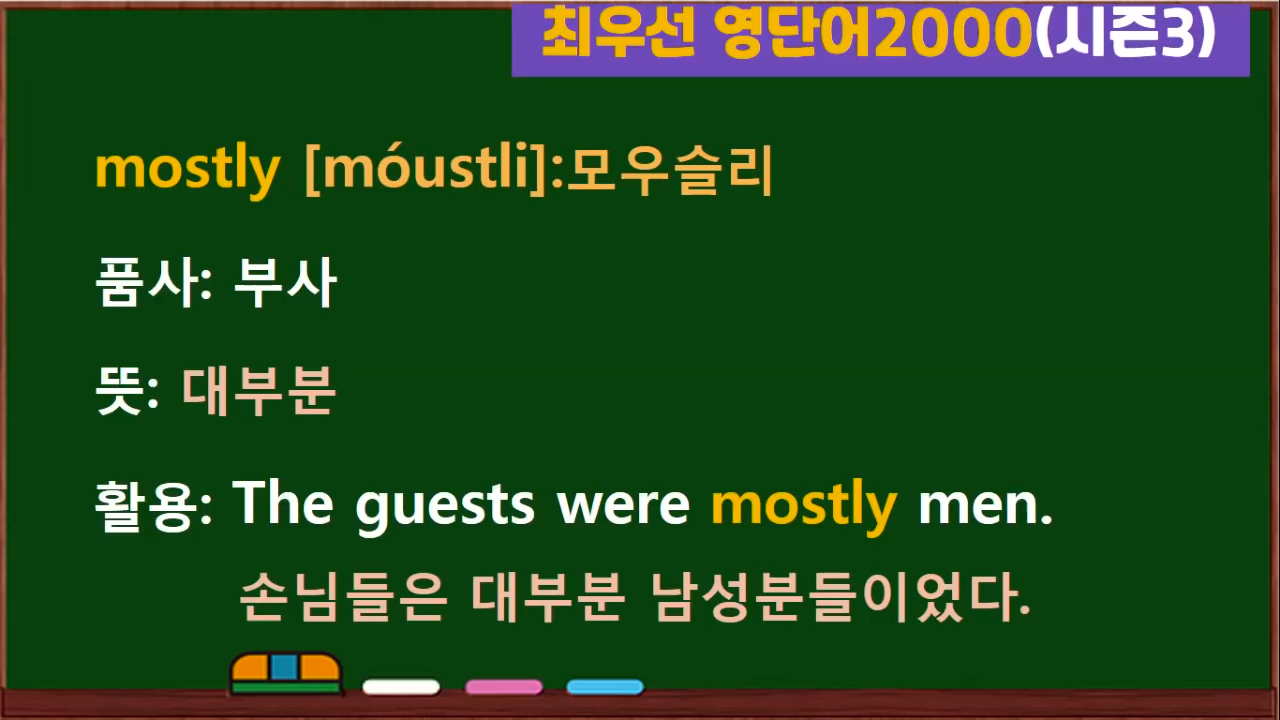 최우선 영단어2000(시즌3)
mostly [móustli]:모우슬리
품사: 부사
뜻: 대부분
활용: The guests were mostly men.
손님들은 대부분 남성분들이었다.